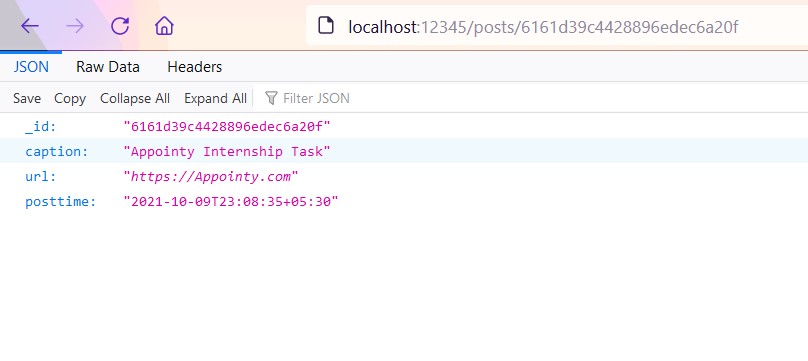 localhost:12345/posts/6161d39c4428896edec6a20f
JSON Raw Data Headers
Save Copy Collapse All Expand All Filter JSON
_id: "6161d39c4428896edec6a20f"
caption: "Appointy Internship Task"
url: "https://Appointy.com"
posttime: "2021-10-09T23:08:35+05:30"